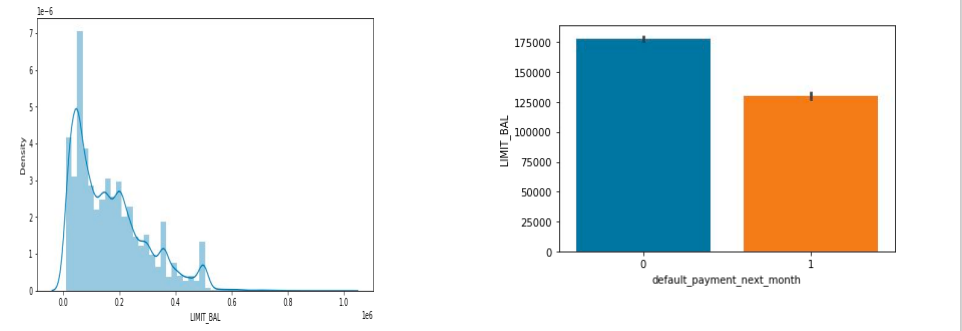 1e−6
7
6
5
4
3
2
1
0
Density
0.0 0.2 0.4 0.6 0.8 1.0
1e6
LIMIT_BAL
175000
150000
125000
100000
75000
50000
25000
0
LIMIT_BAL
0 1
default_payment_next_month